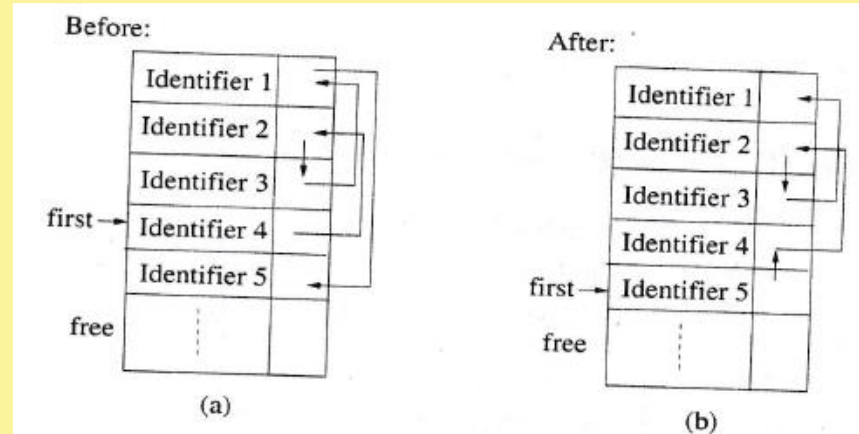 Before:
Identifier 1
Identifier 2
Identifier 3
first
Identifier 4
Identifier 5
free
(a)
After:
Identifier 1
Identifier 2
Identifier 3
Identifier 4
first
Identifier 5
free
(b)